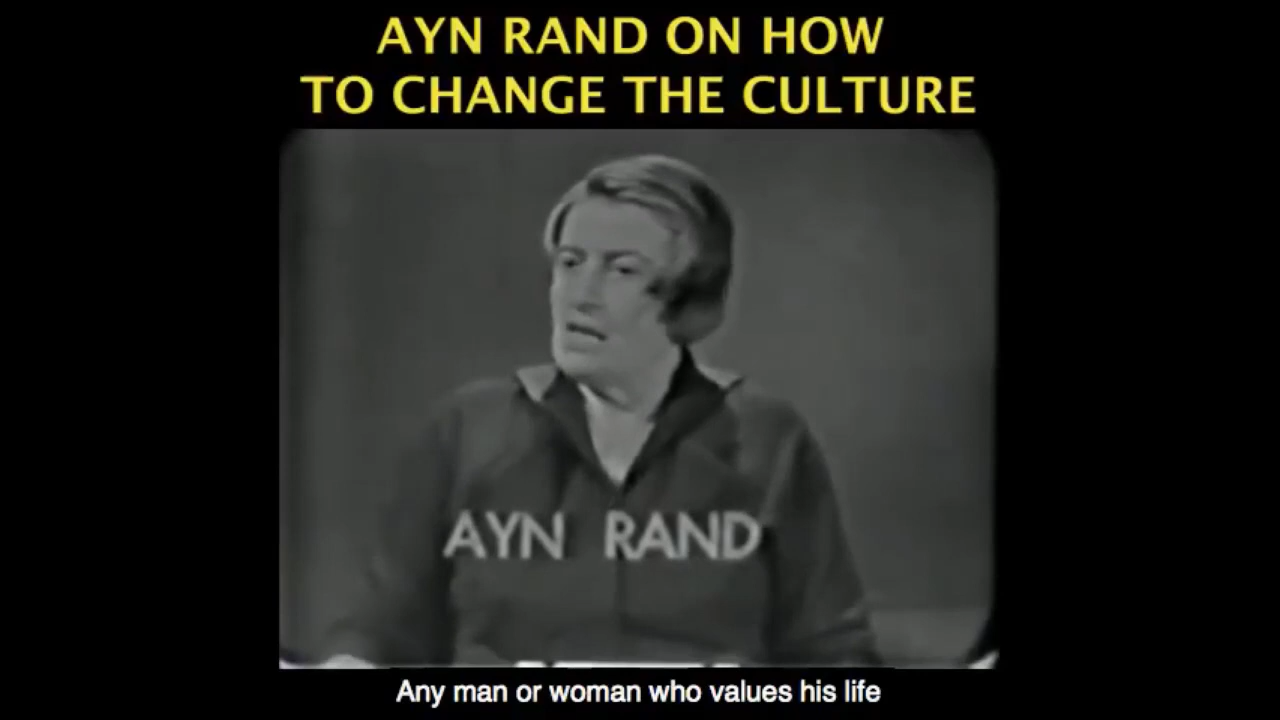 AYN RAND ON HOW
TO CHANGE THE CULTURE
AYN RAND
Any man or woman who values his life